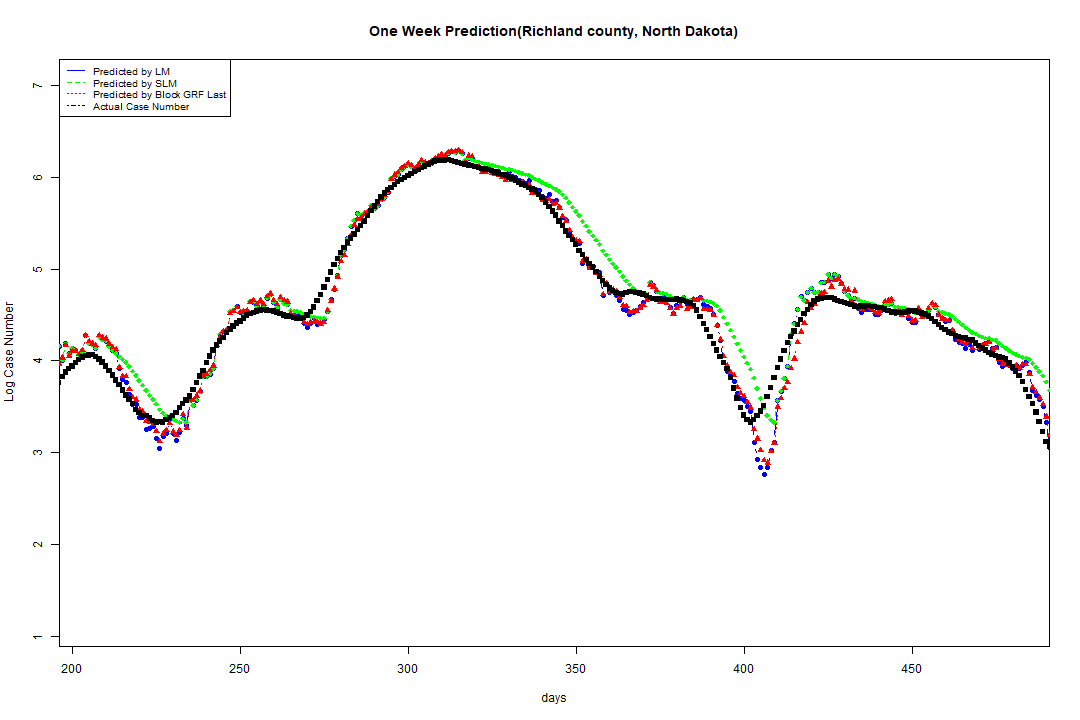 One Week Prediction(Richland county, North Dakota)
Predicted by LM
Predicted by SLM
Predicted by Block GRF Last
Actual Case Number
7
6
5
4
3
2
1
Log Case Number
200 250 300 350 400 450
days